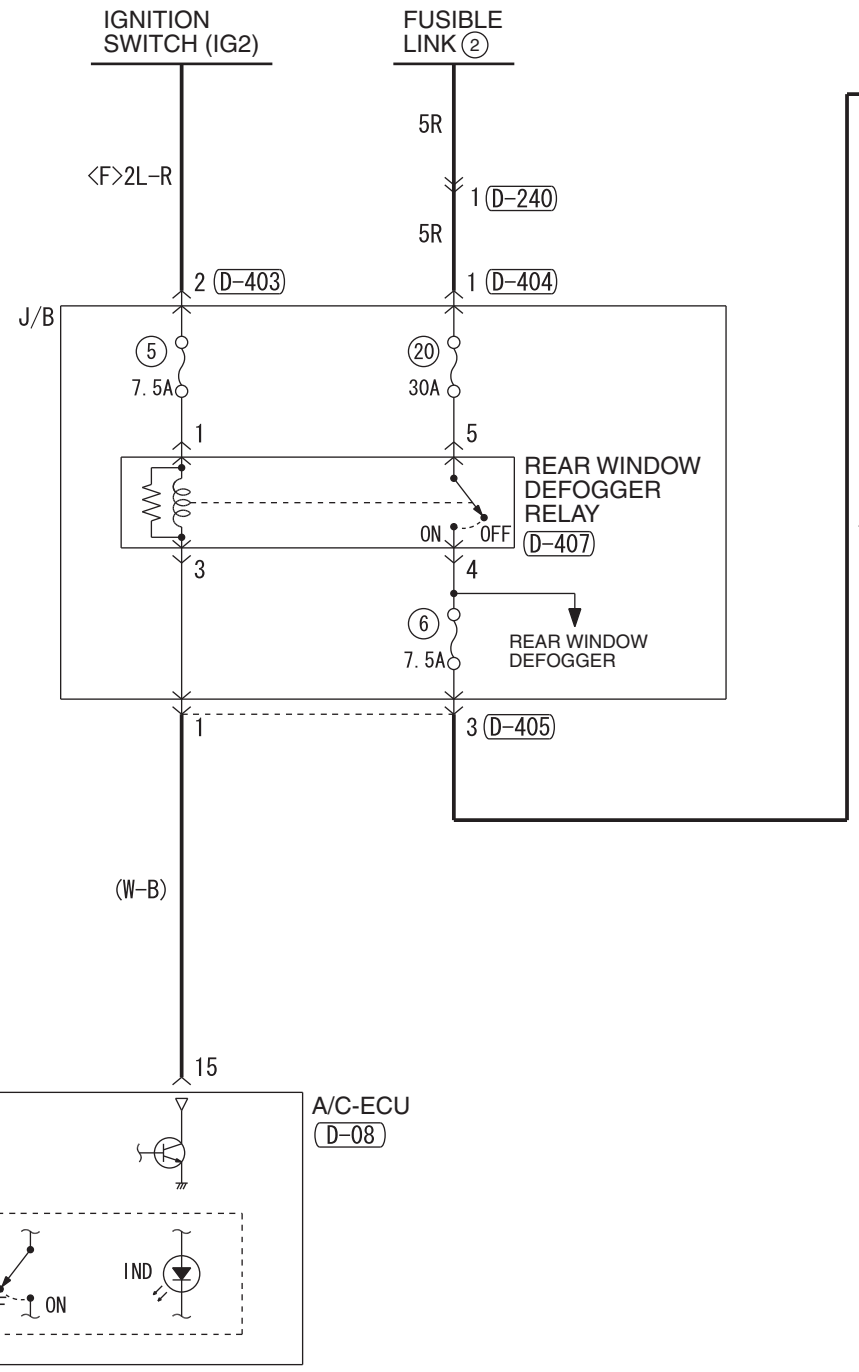 IGNITION
SWITCH (IG2)
FUSIBLE
LINK ②
5R
<F>2L-R
1 (D-240)
5R
2 (D-403)
1 (D-404)
J/B
5
7.5A
20
30A
1
5
REAR WINDOW
DEFOGGER
RELAY
(D-407)
ON
OFF
3
4
6
7.5A
REAR WINDOW
DEFOGGER
1
3 (D-405)
(W-B)
15
A/C-ECU
(D-08)
IND
F
ON